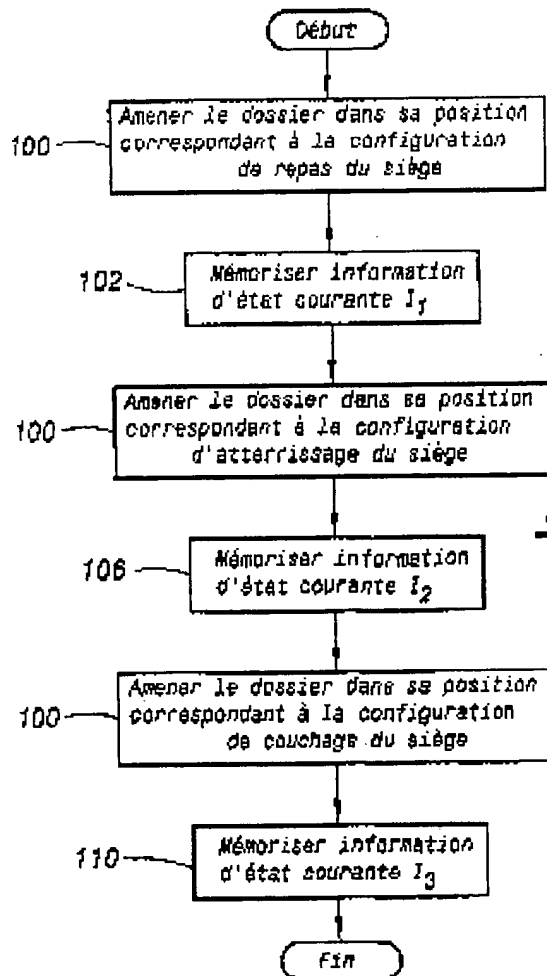 Début
Amener le dossier dans sa position
100
correspondant à la configuration
de repas du siège
Mémoriser information
102
d'état courante I1
Amener le dossier dans sa position
100
correspondant à la configuration
d'atterrissage du siège
Mémoriser information
106
d'état courante I2
Amener le dossier dans sa position
100
correspondant à la configuration
de couchage du siège
Mémoriser information
110
d'état courante I3
Fin